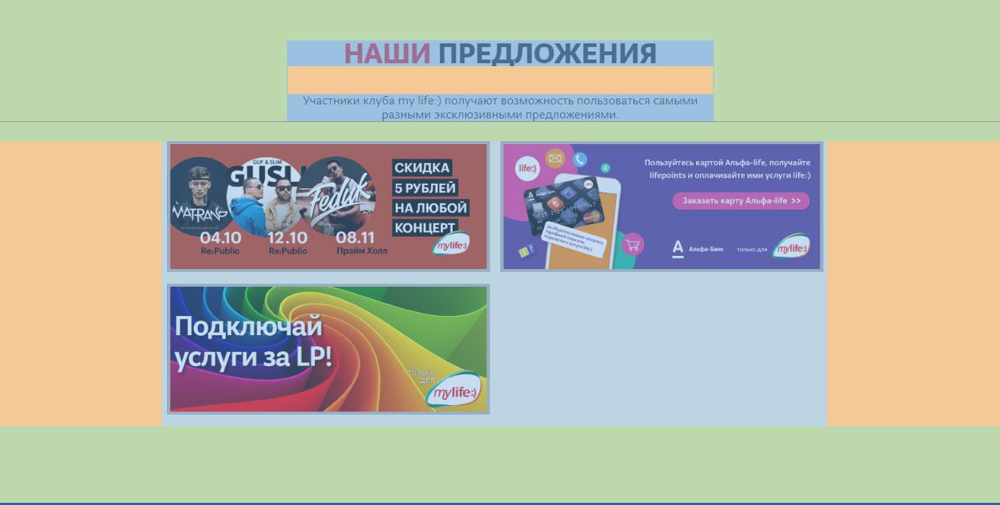 НАШИ ПРЕДЛОЖЕНИЯ
Участники клуба my life:) получают возможность пользоваться самыми
разными эксклюзивными предложениями.
GUF & SLIM
GUSLI
MATRANG
Feduk
04.10
Re:Public
12.10
Re:Public
08.11
Прайм Холл
СКИДКА
5 РУБЛЕЙ
НА ЛЮБОЙ
КОНЦЕРТ
mylife:)
life:)
Пользуйтесь картой Альфа-life, получайте
lifepoints и оплачивайте ими услуги life:)
Заказать карту Альфа-life >>
За lifepoints можно оплатить
тарифный план или
подключить услуги life:)
А Альфа-Банк
только для
mylife:)
Подключай
услуги за LP!
только
для
mylife:)